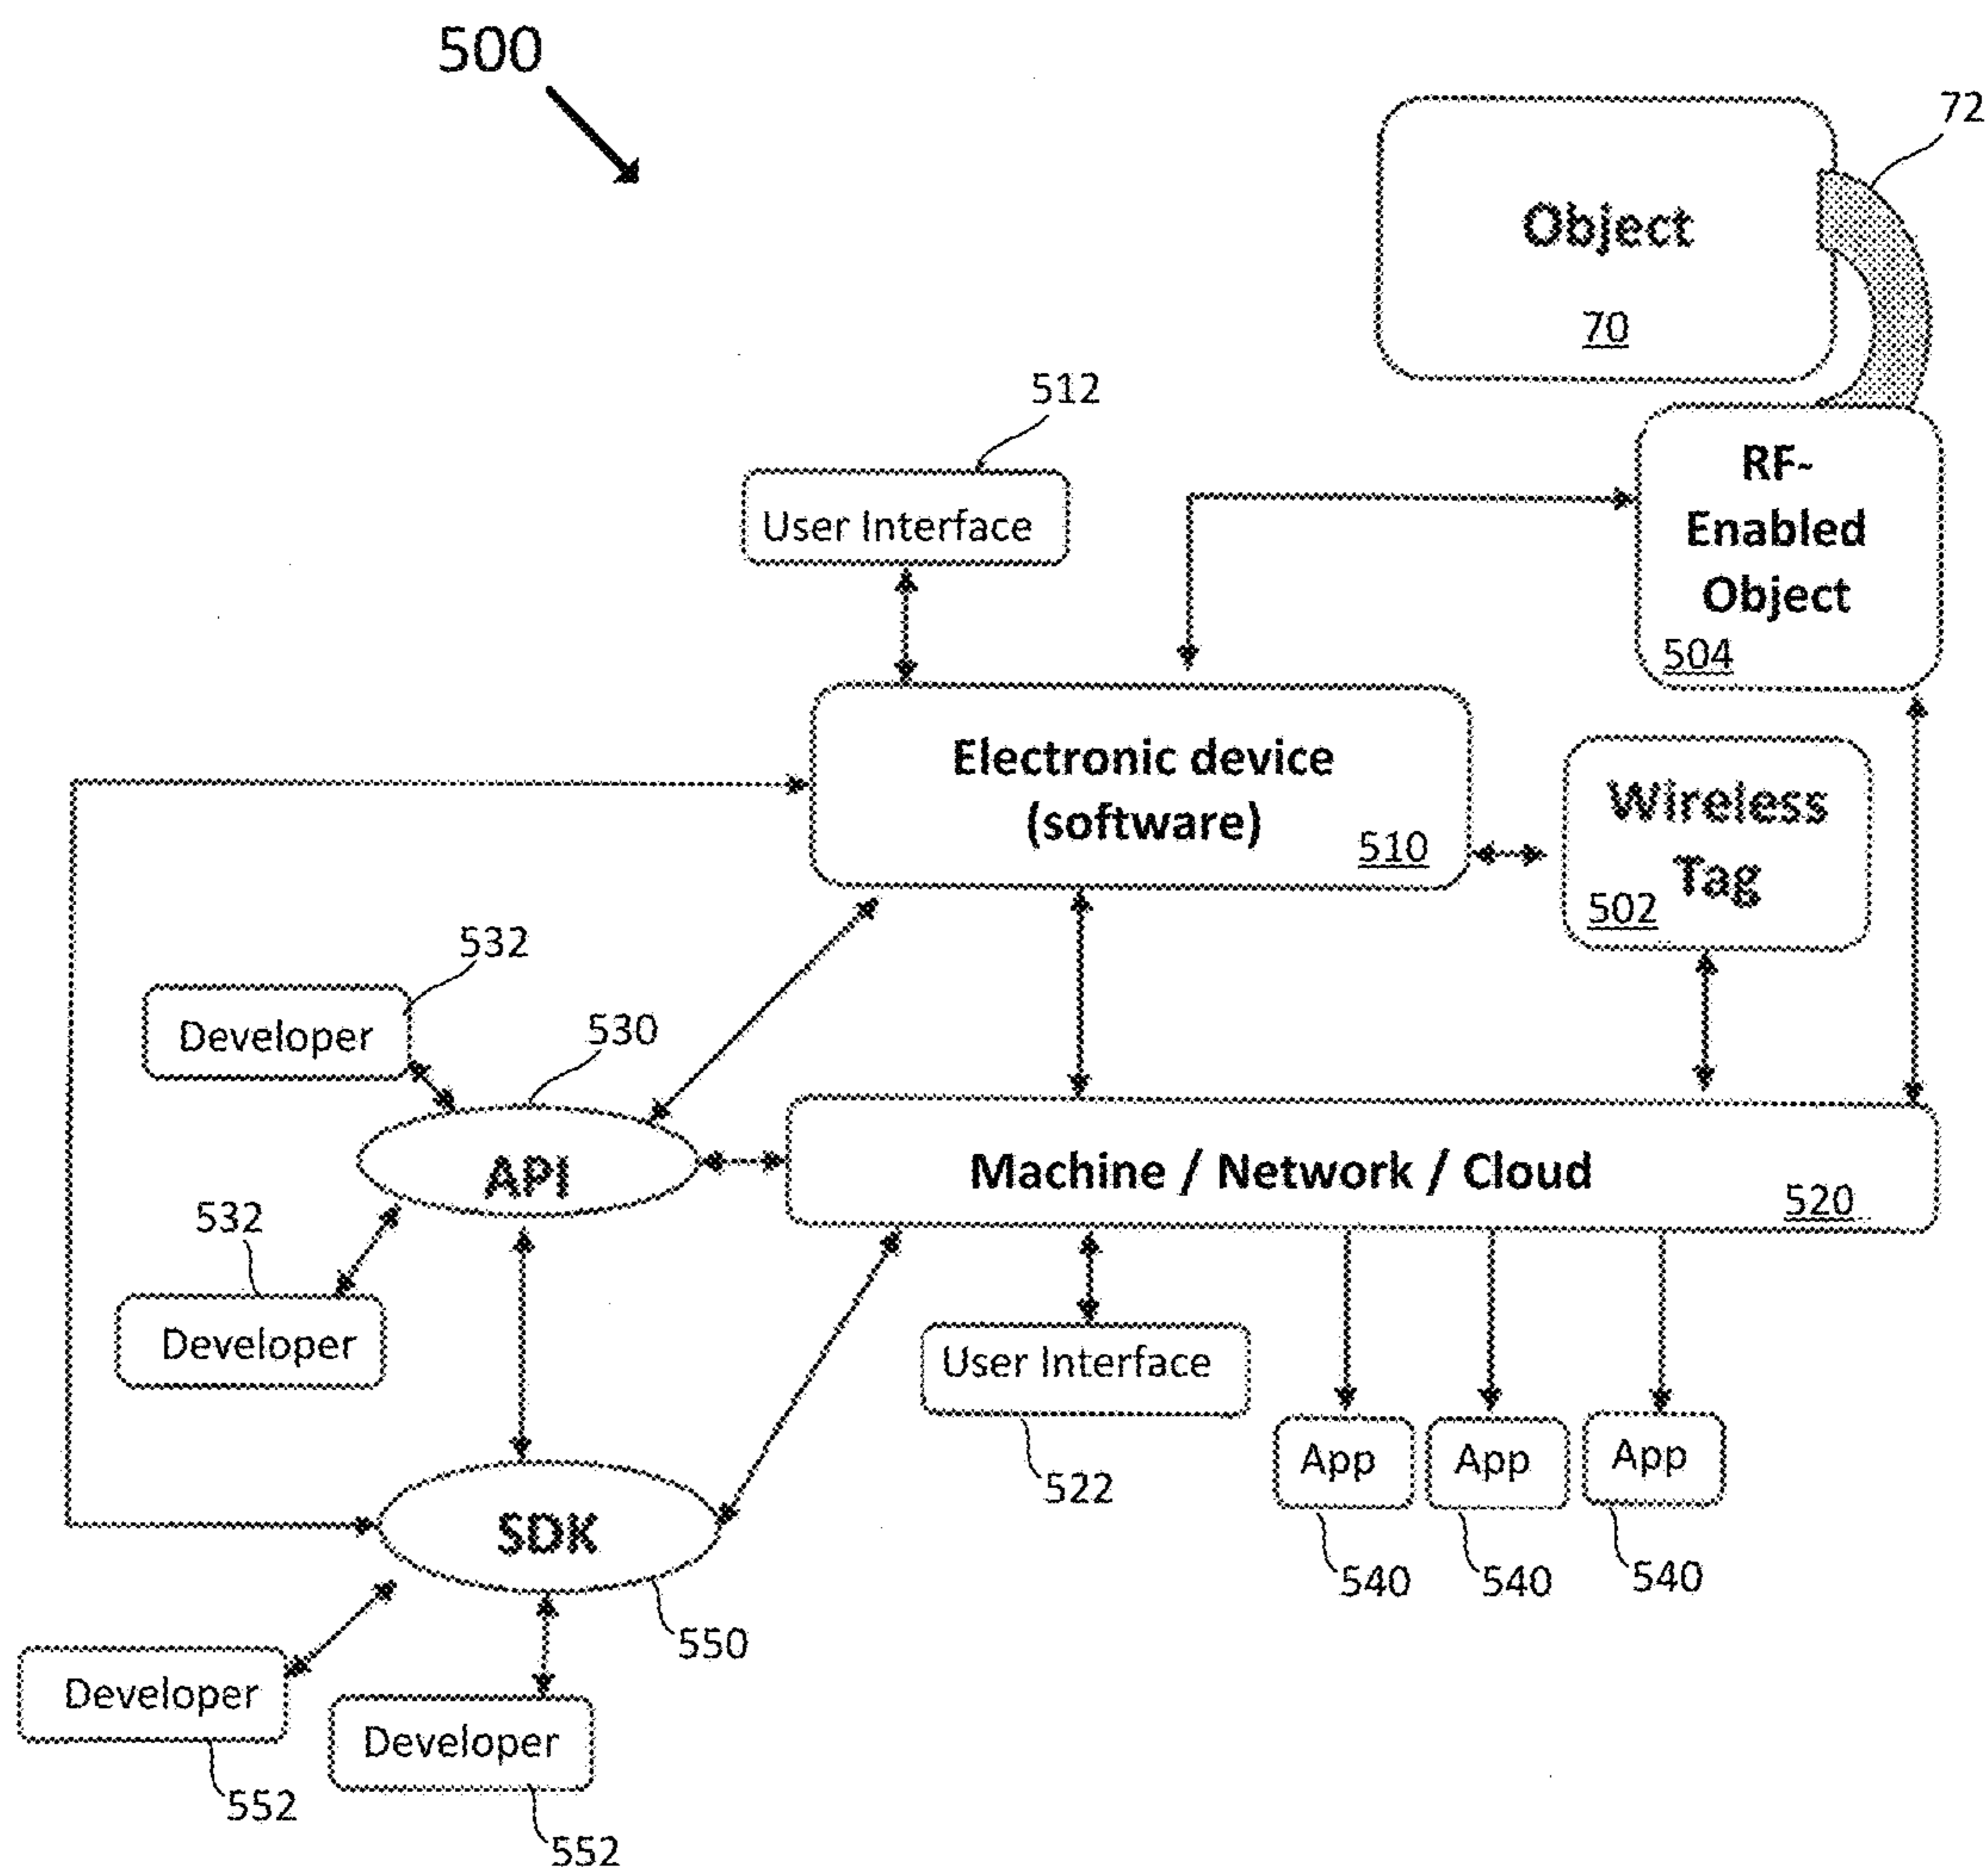 500
72
Object
70
512
User Interface
RF-
Enabled
Object
504
Electronic device
(software)
510
Wireless
Tag
502
532
Developer
530
API
Machine / Network / Cloud
520
532
Developer
User Interface
522
App
App
App
540
540
540
SDK
550
Developer
552
Developer
552